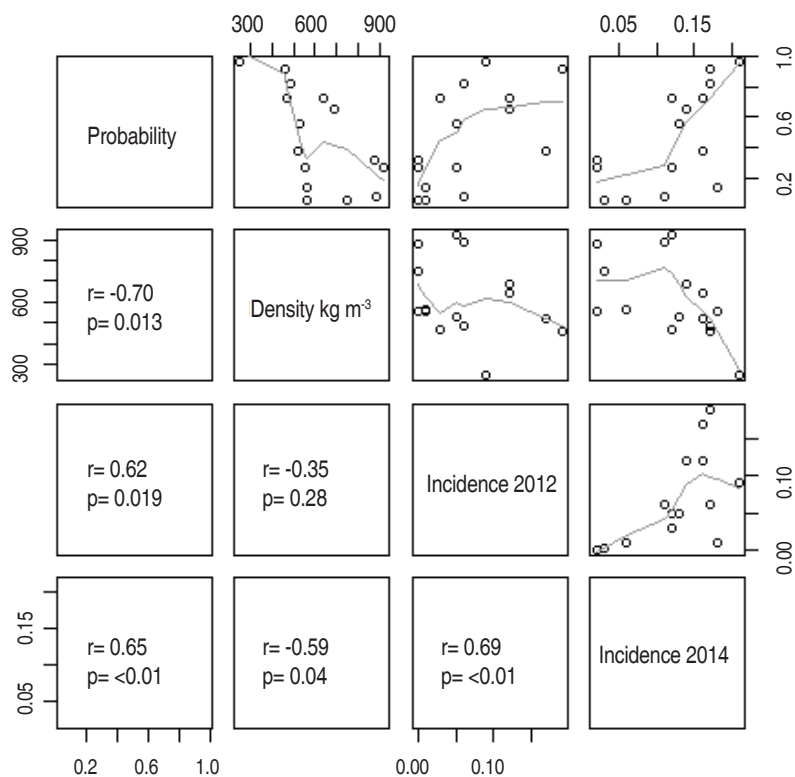 300 600 900
0.05 0.15
Probability
0.2 0.6 1.0
300 600 900
r= -0.70
p= 0.013
Density kg m-3
r= 0.62
p= 0.019
r= -0.35
p= 0.28
Incidence 2012
0.00 0.10
0.05 0.15
r= 0.65
p= <0.01
r= -0.59
p= 0.04
r= 0.69
p= <0.01
Incidence 2014
0.2 0.6 1.0
0.00 0.10